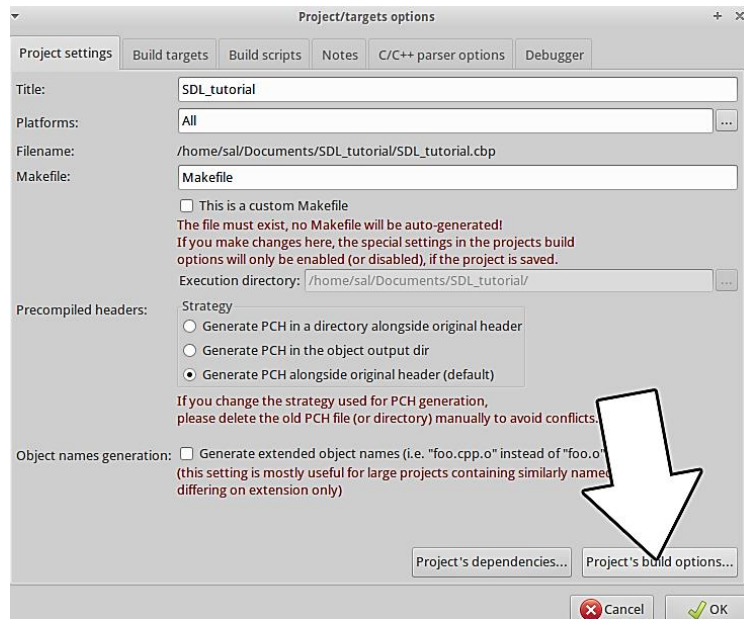 Project/targets options
Project settings
Build targets
Build scripts
Notes
C/C++ parser options
Debugger
Title:
SDL_tutorial
Platforms:
All
...
Filename:
/home/sal/Documents/SDL_tutorial/SDL_tutorial.cbp
Makefile:
Makefile
This is a custom Makefile
The file must exist, no Makefile will be auto-generated!
If you make changes here, the special settings in the projects build
options will only be enabled (or disabled), if the project is saved.
Execution directory:
/home/sal/Documents/SDL_tutorial/
...
Precompiled headers:
Strategy
Generate PCH in a directory alongside original header
Generate PCH in the object output dir
Generate PCH alongside original header (default)
If you change the strategy used for PCH generation,
please delete the old PCH file (or directory) manually to avoid conflicts.
Object names generation:
Generate extended object names (i.e. "foo.cpp.o" instead of "foo.o"
(this setting is mostly useful for large projects containing similarly named
differing on extension only)
Project's dependencies...
Project's build options...
Cancel
OK